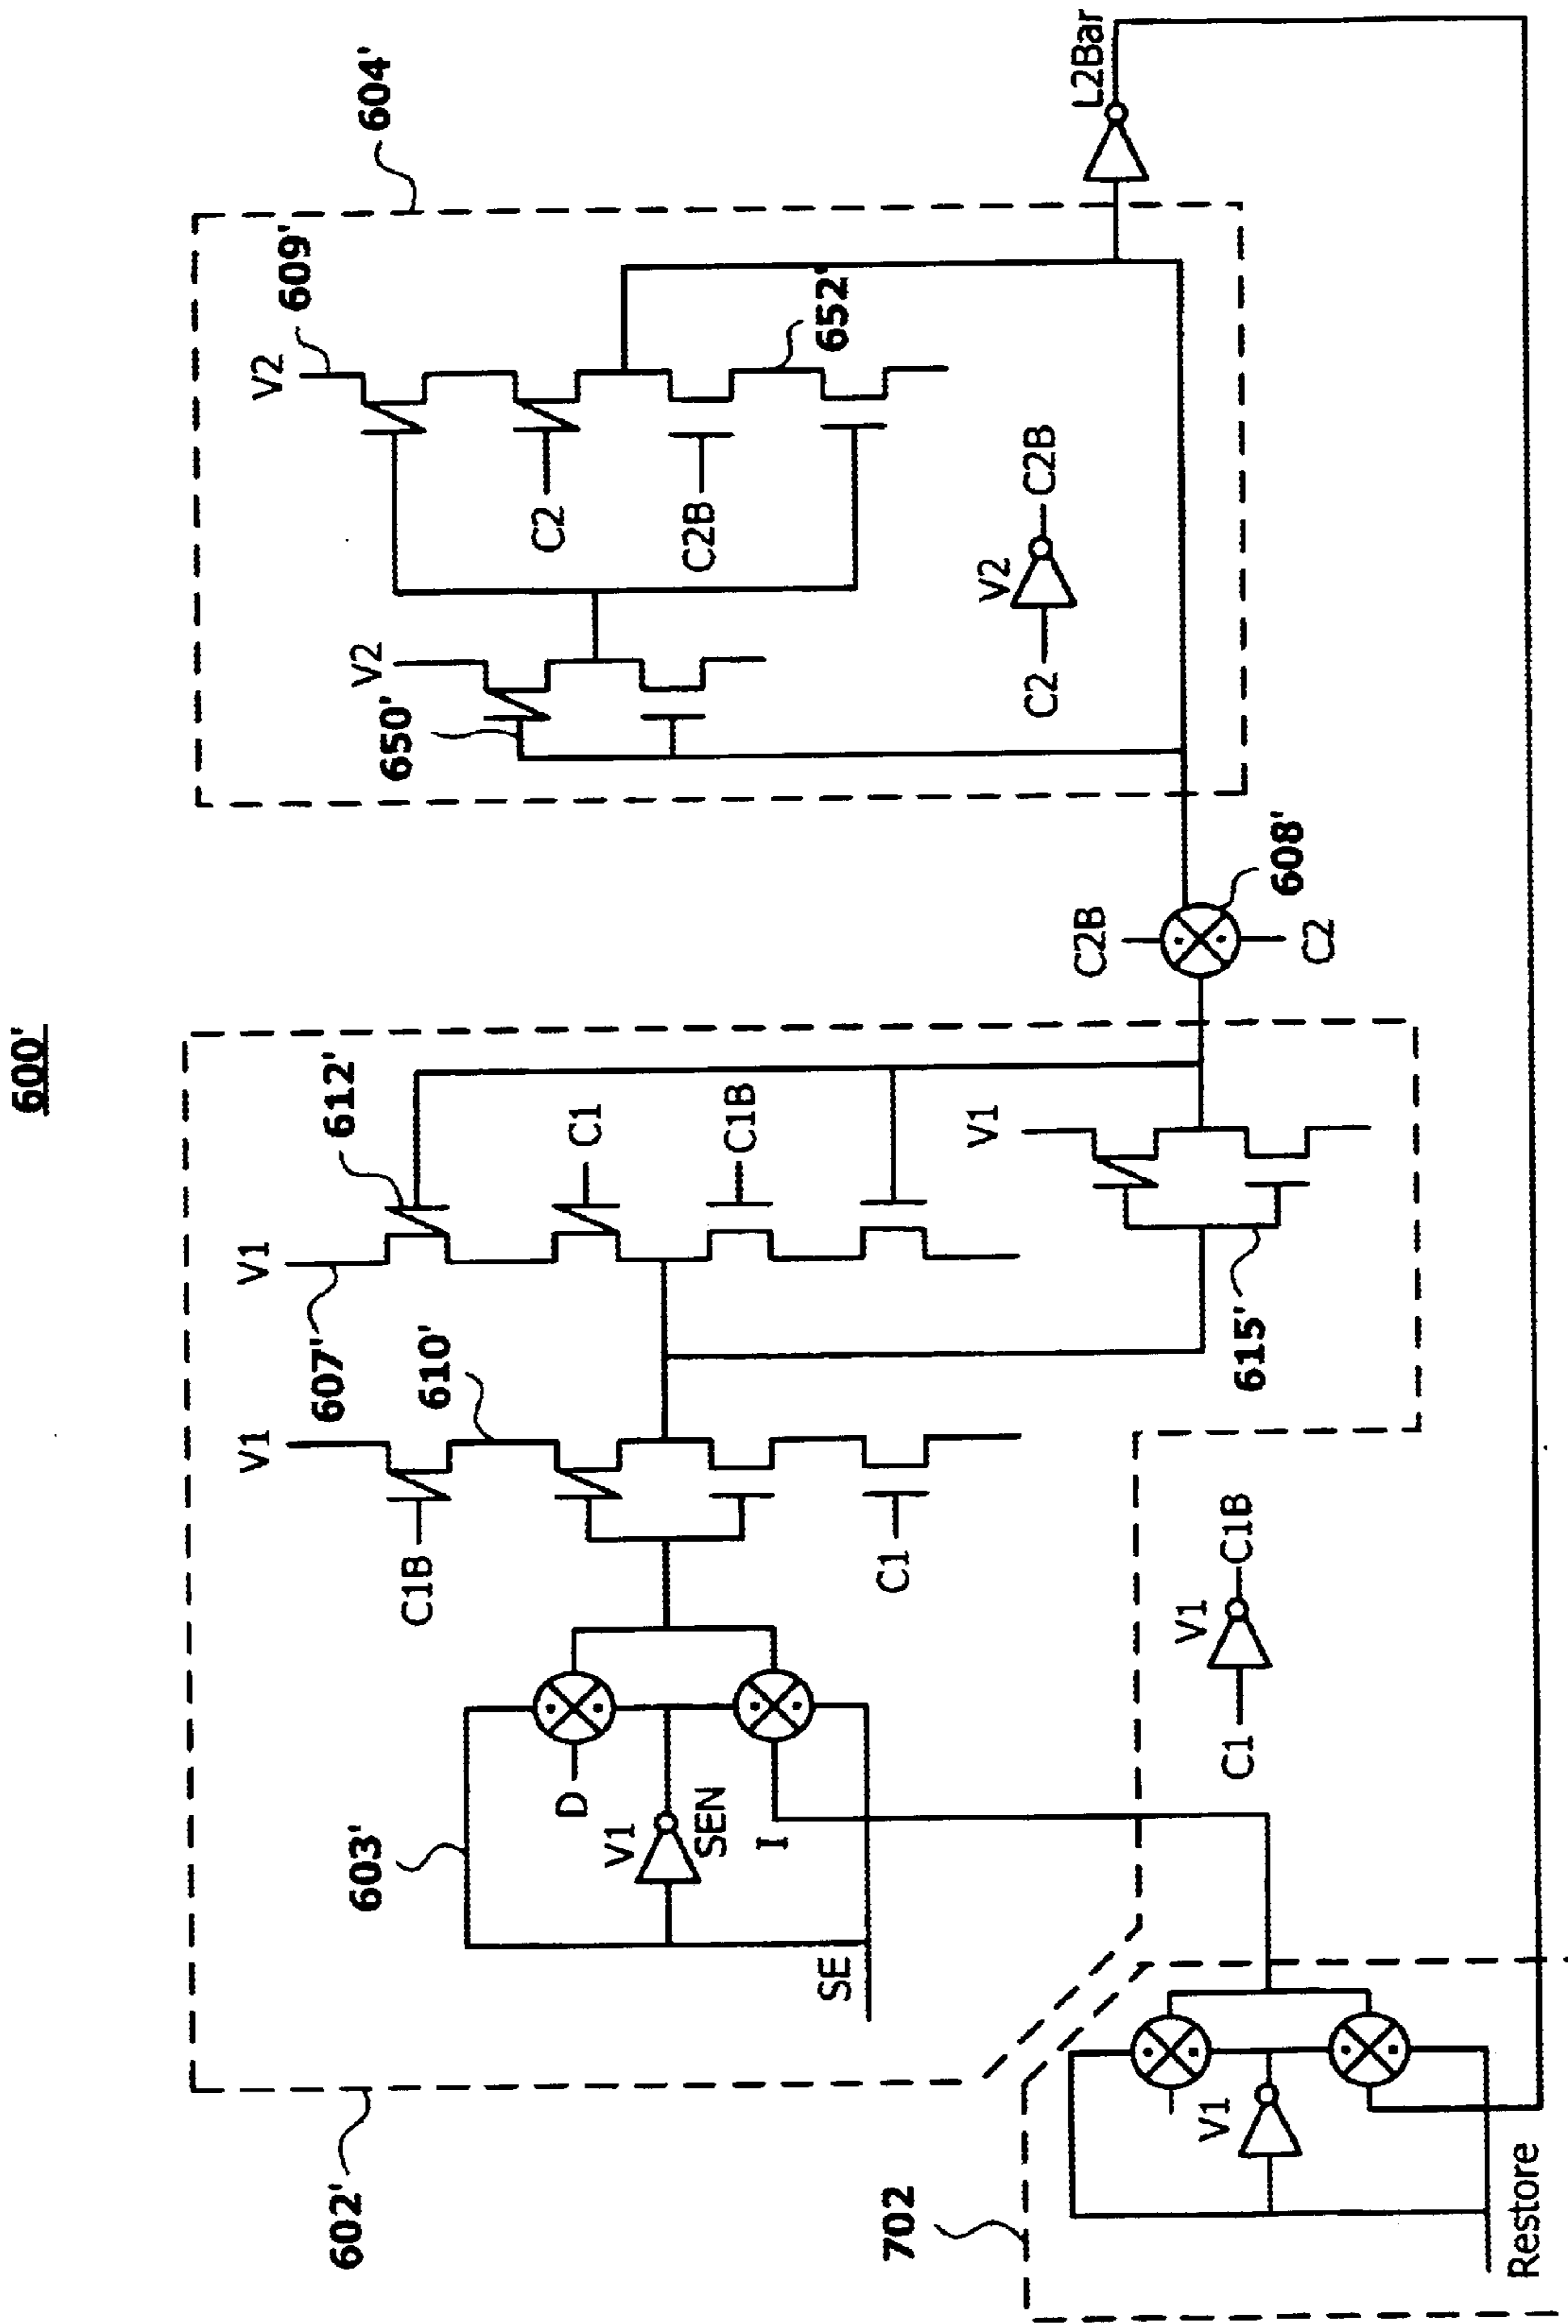 600'
602'
603'
V1
607'
612'
V1
610'
C1B
C1
C1B
C1
D
V1
SEN
I
SE
V1
615'
C1
V1
C1B
702
V1
Restore
C2B
608'
C2
604'
V2
609'
V2
650'
C2
C2B
652'
V2
C2
C2B
L2Bar